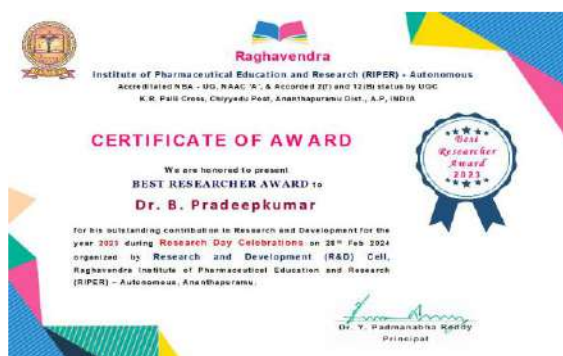 Raghavendra
Institute of Pharmaceutical Education and Research (RIPER) - Autonomous
Accredited NBA - UG, NAAC 'A', & Accorded 2(f) and 12(B) status by UGC
K.R. Palli Cross, Chiyyedu Post, Ananthapuramu Dist., A.P, INDIA
CERTIFICATE OF AWARD
We are honored to present
BEST RESEARCHER AWARD to
Dr. B. Pradeepkumar
Best
Researcher
Award
2023
for his outstanding contribution in Research and Development for the
year 2023 during Research Day Celebrations on 28th Feb 2024
organized by Research and Development (R&D) Cell,
Raghavendra Institute of Pharmaceutical Education and Research
(RIPER) – Autonomous, Ananthapuramu.
Dr. Y. Padmanabha Reddy
Principal